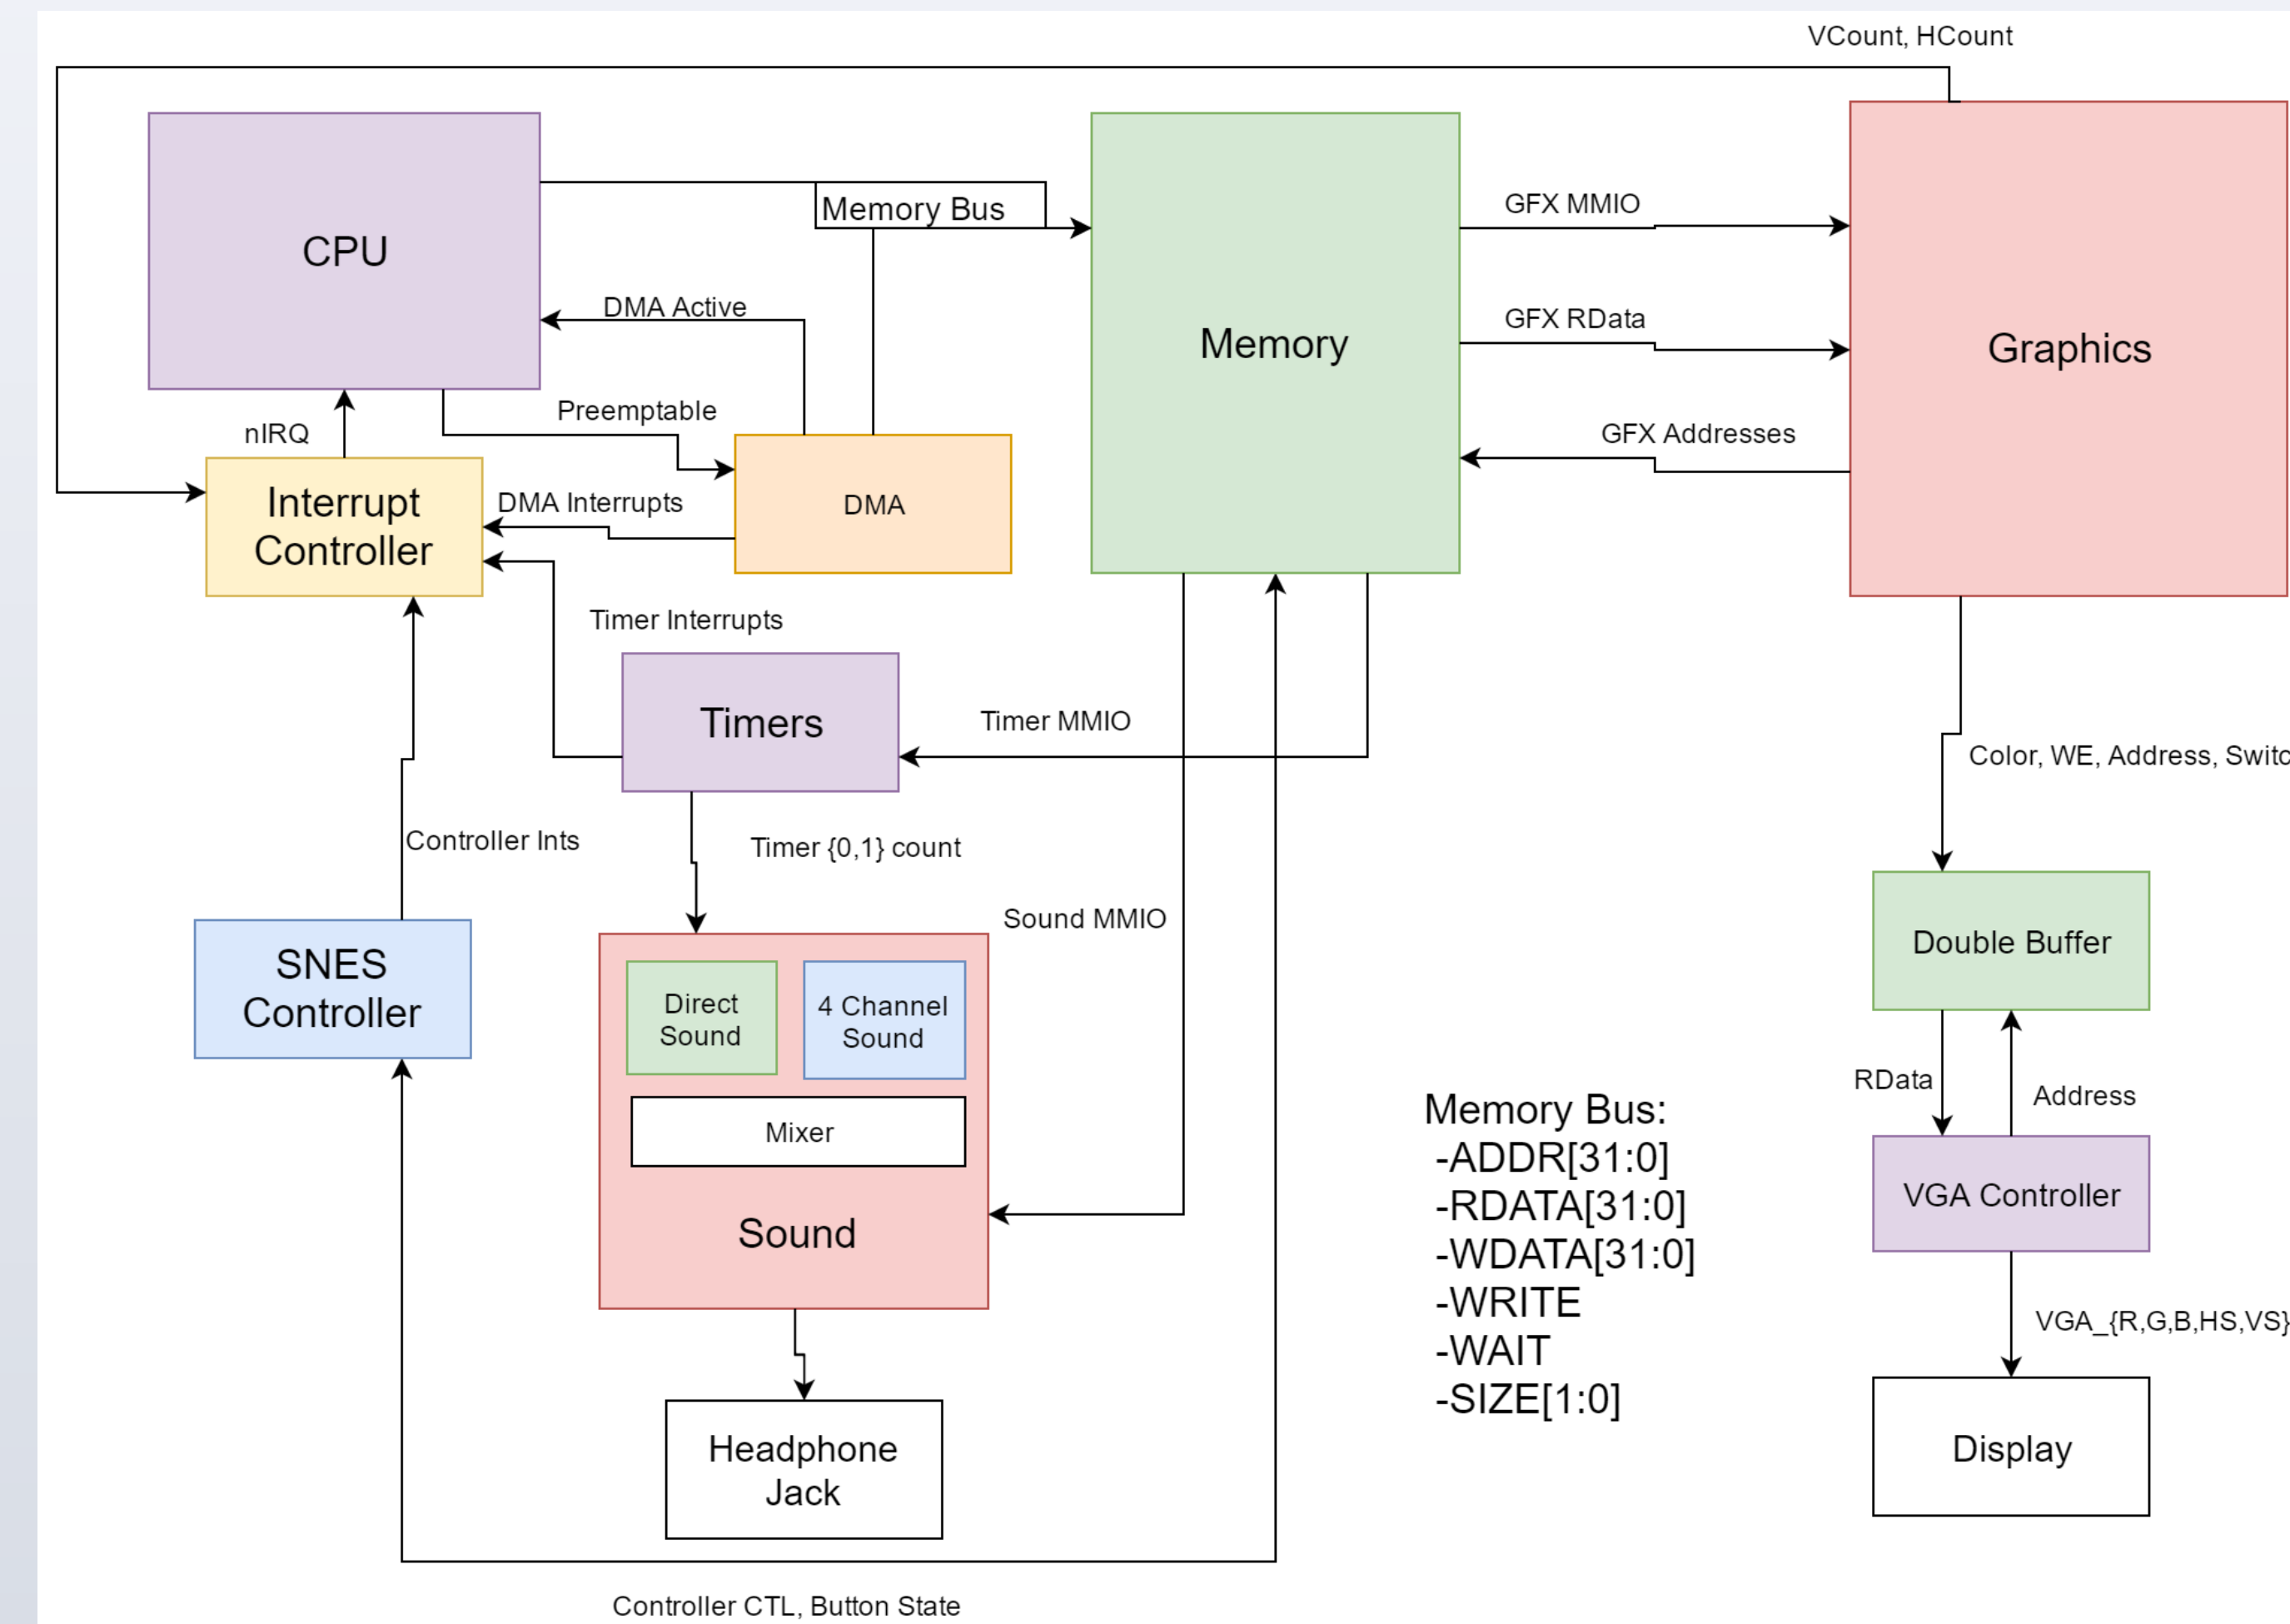 VCount, HCount
CPU
Memory Bus
Memory
GFX MMIO
GFX RData
GFX Addresses
Graphics
DMA Active
Preemptable
nIRQ
Interrupt
Controller
DMA Interrupts
DMA
Timer Interrupts
Timers
Timer MMIO
Color, WE, Address, Switc
Controller Ints
Timer {0,1} count
Sound MMIO
SNES
Controller
Direct
Sound
4 Channel
Sound
Mixer
Sound
Double Buffer
RData
Address
VGA Controller
VGA_{R,G,B,HS,VS}
Display
Memory Bus:
-ADDR[31:0]
-RDATA[31:0]
-WDATA[31:0]
-WRITE
-WAIT
-SIZE[1:0]
Headphone
Jack
Controller CTL, Button State